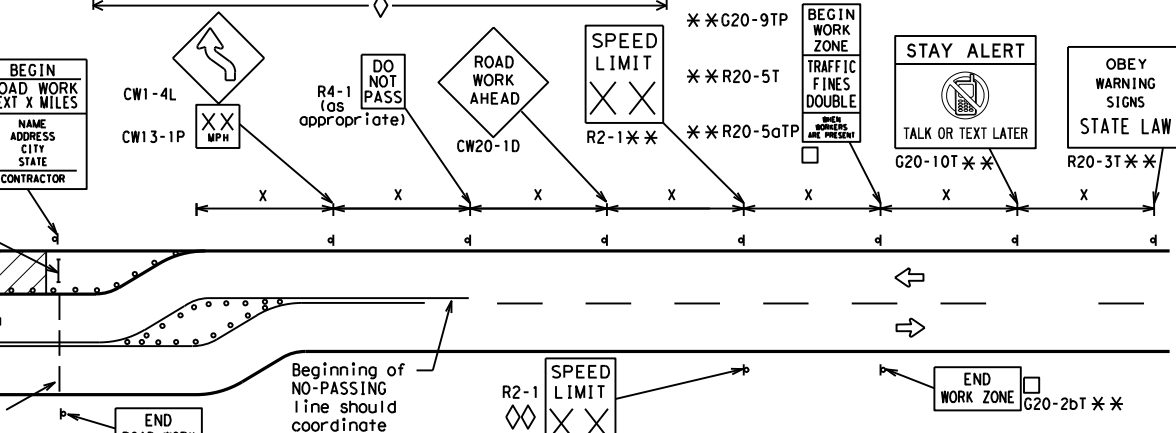 BEGIN
ROAD WORK
NEXT X MILES
NAME
ADDRESS
CITY
STATE
CONTRACTOR
CW1-4L
CW13-1P
XX
MPH
R4-1
(as
appropriate)
DO
NOT
PASS
ROAD
WORK
AHEAD
CW20-1D
SPEED
LIMIT
X X
R2-1 * *
* * G20-9TP
* * R20-5T
* * R20-5aTP
BEGIN
WORK
ZONE
TRAFFIC
FINES
DOUBLE
WHEN
WORKERS
ARE PRESENT
STAY ALERT
TALK OR TEXT LATER
G20-10T * *
OBEY
WARNING
SIGNS
STATE LAW
R20-3T * *
X X X X X X X
Beginning of
NO-PASSING
line should
coordinate
R2-1
SPEED
LIMIT
X X
END
WORK ZONE
G20-2bT * *
END
ROAD WORK